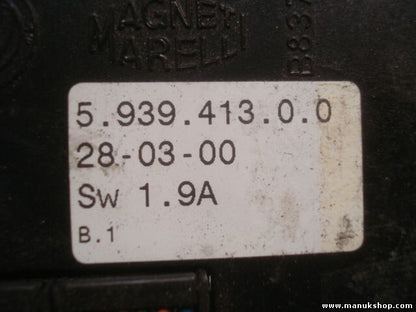 MAGNETI
MARELLI
5.939.413.0.0
28-03-00
Sw 1.9A
B.1
www.manukshop.com